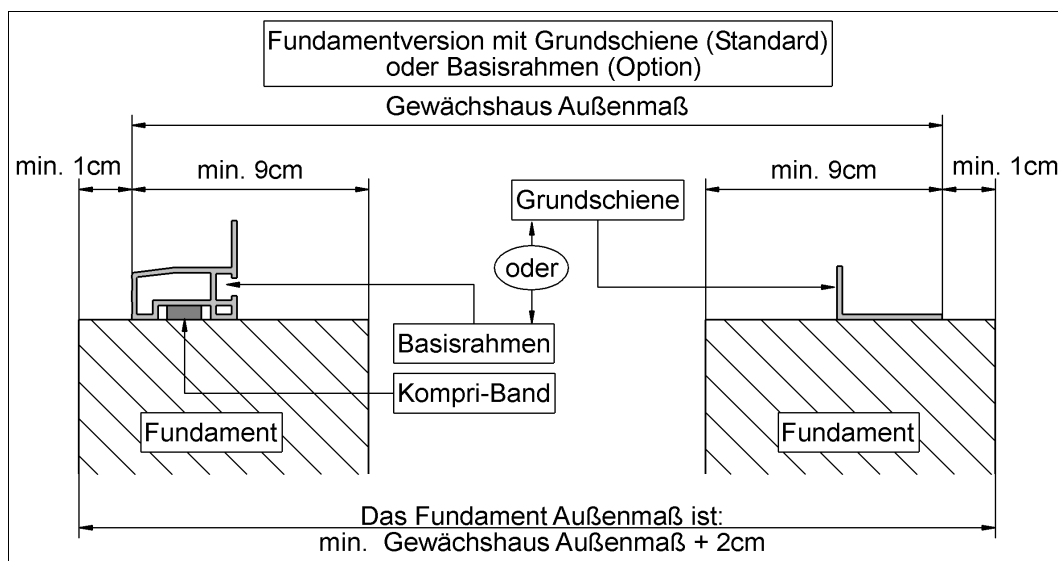 Fundamentversion mit Grundschiene (Standard)
oder Basisrahmen (Option)
Gewächshaus Außenmaß
min. 1cm
min. 9cm
min. 9cm
min. 1cm
Grundschiene
oder
Basisrahmen
Kompri-Band
Fundament
Fundament
Das Fundament Außenmaß ist:
min. Gewächshaus Außenmaß + 2cm